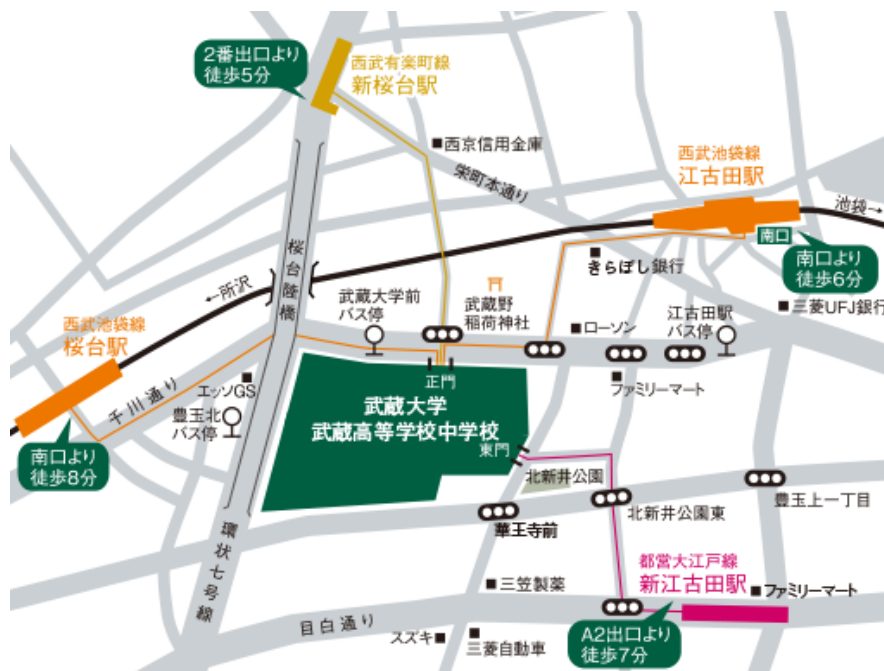 2番出口より
徒歩5分
西武有楽町線
新桜台駅
■西京信用金庫
栄町本通り
西武池袋線
江古田駅
池袋→
南口
南口より
徒歩6分
きらぼし銀行
桜台陸橋
←所沢
武蔵大学前
バス停
武蔵野
稲荷神社
■ローソン
江古田駅
バス停
■三菱UFJ銀行
西武池袋線
桜台駅
千川通り
エッソGS
豊玉北
バス停
正門
ファミリーマート
武蔵大学
武蔵高等学校中学校
東門
南口より
徒歩8分
北新井公園
北新井公園東
豊玉上一丁目
華王寺前
環状七号線
都営大江戸線
新江古田駅
■三笠製薬
■ファミリーマート
目白通り
スズキ■
三菱自動車
A2出口より
徒歩7分